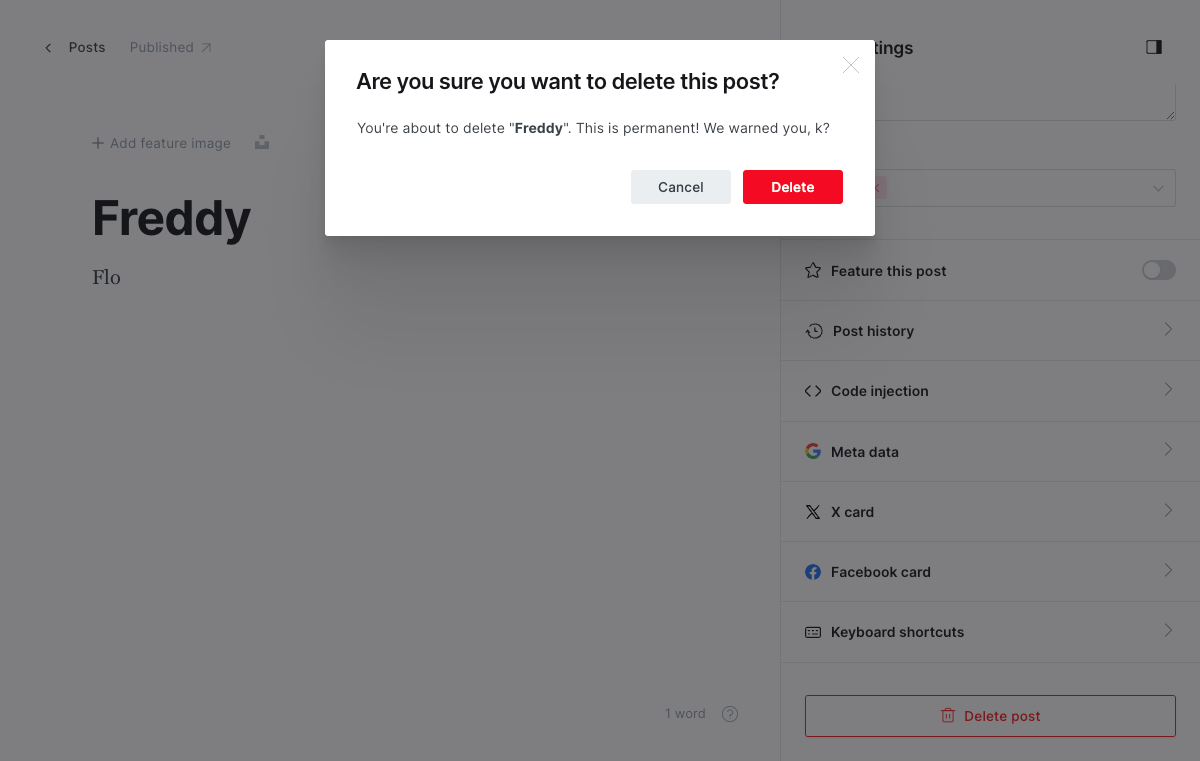 Posts
Published
tings
Are you sure you want to delete this post?
You're about to delete "Freddy". This is permanent! We warned you, k?
Cancel
Delete
Add feature image
Freddy
Flo
Feature this post
Post history
Code injection
Meta data
X card
Facebook card
Keyboard shortcuts
1 word
?
Delete post